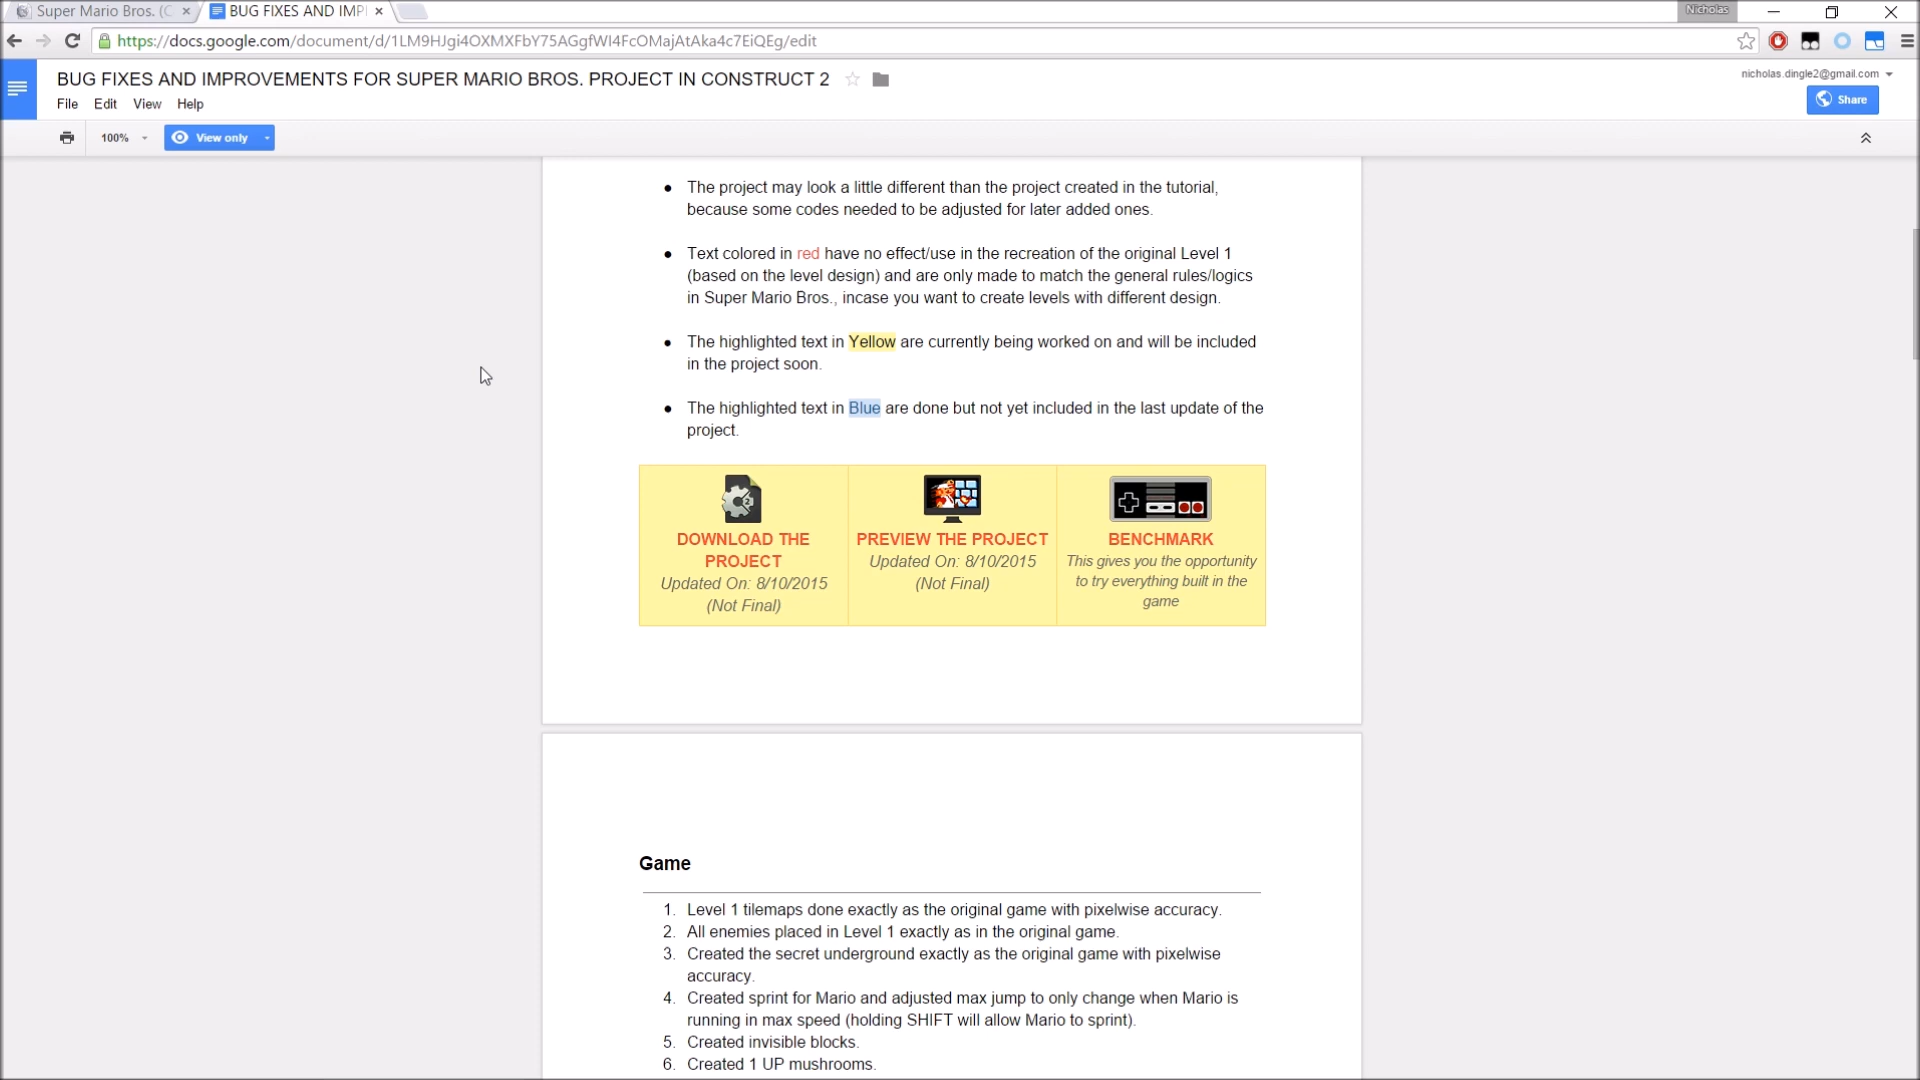 Super Mario Bros. (C
BUG FIXES AND IMP
Nicholas
https://docs.google.com/document/d/1LM9HJgi4OXMXFbY75AGgfWI4FcOMajAtAka4c7EiQEg/edit
BUG FIXES AND IMPROVEMENTS FOR SUPER MARIO BROS. PROJECT IN CONSTRUCT 2
nicholas.dingle2@gmail.com
File Edit View Help
Share
100% View only
● The project may look a little different than the project created in the tutorial,
because some codes needed to be adjusted for later added ones.
● Text colored in red have no effect/use in the recreation of the original Level 1
(based on the level design) and are only made to match the general rules/logics
in Super Mario Bros., incase you want to create levels with different design.
● The highlighted text in Yellow are currently being worked on and will be included
in the project soon.
● The highlighted text in Blue are done but not yet included in the last update of the
project.
DOWNLOAD THE
PROJECT
Updated On: 8/10/2015
(Not Final)
PREVIEW THE PROJECT
Updated On: 8/10/2015
(Not Final)
BENCHMARK
This gives you the opportunity
to try everything built in the
game
Game
1. Level 1 tilemaps done exactly as the original game with pixelwise accuracy.
2. All enemies placed in Level 1 exactly as in the original game.
3. Created the secret underground exactly as the original game with pixelwise
accuracy.
4. Created sprint for Mario and adjusted max jump to only change when Mario is
running in max speed (holding SHIFT will allow Mario to sprint).
5. Created invisible blocks.
6. Created 1 UP mushrooms.